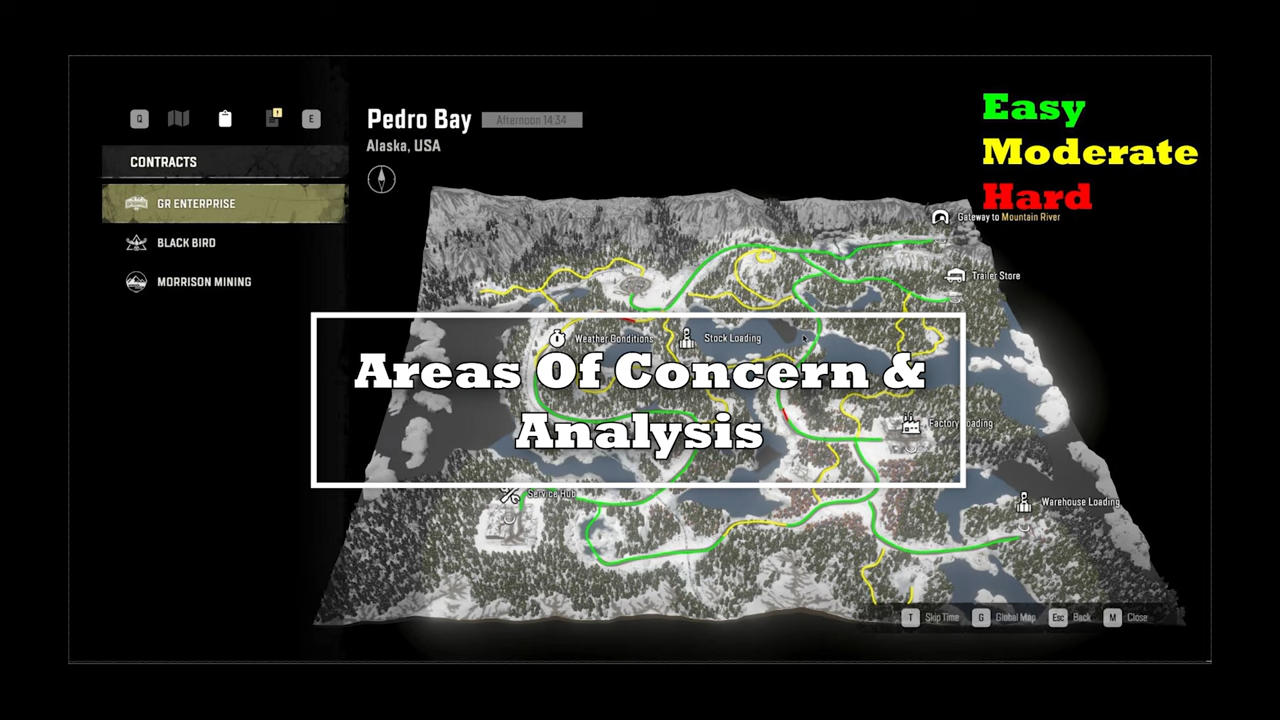 Q
E
Pedro Bay
Afternoon 14:34
Alaska, USA
CONTRACTS
GR ENTERPRISE
BLACK BIRD
MORRISON MINING
Easy
Moderate
Hard
Gateway to Mountain River
Trailer Store
Weather Conditions
Stock Loading
Areas Of Concern &
Analysis
Factory Loading
Service Hub
Warehouse Loading
T Skip Time G Global Map Esc Back M Close